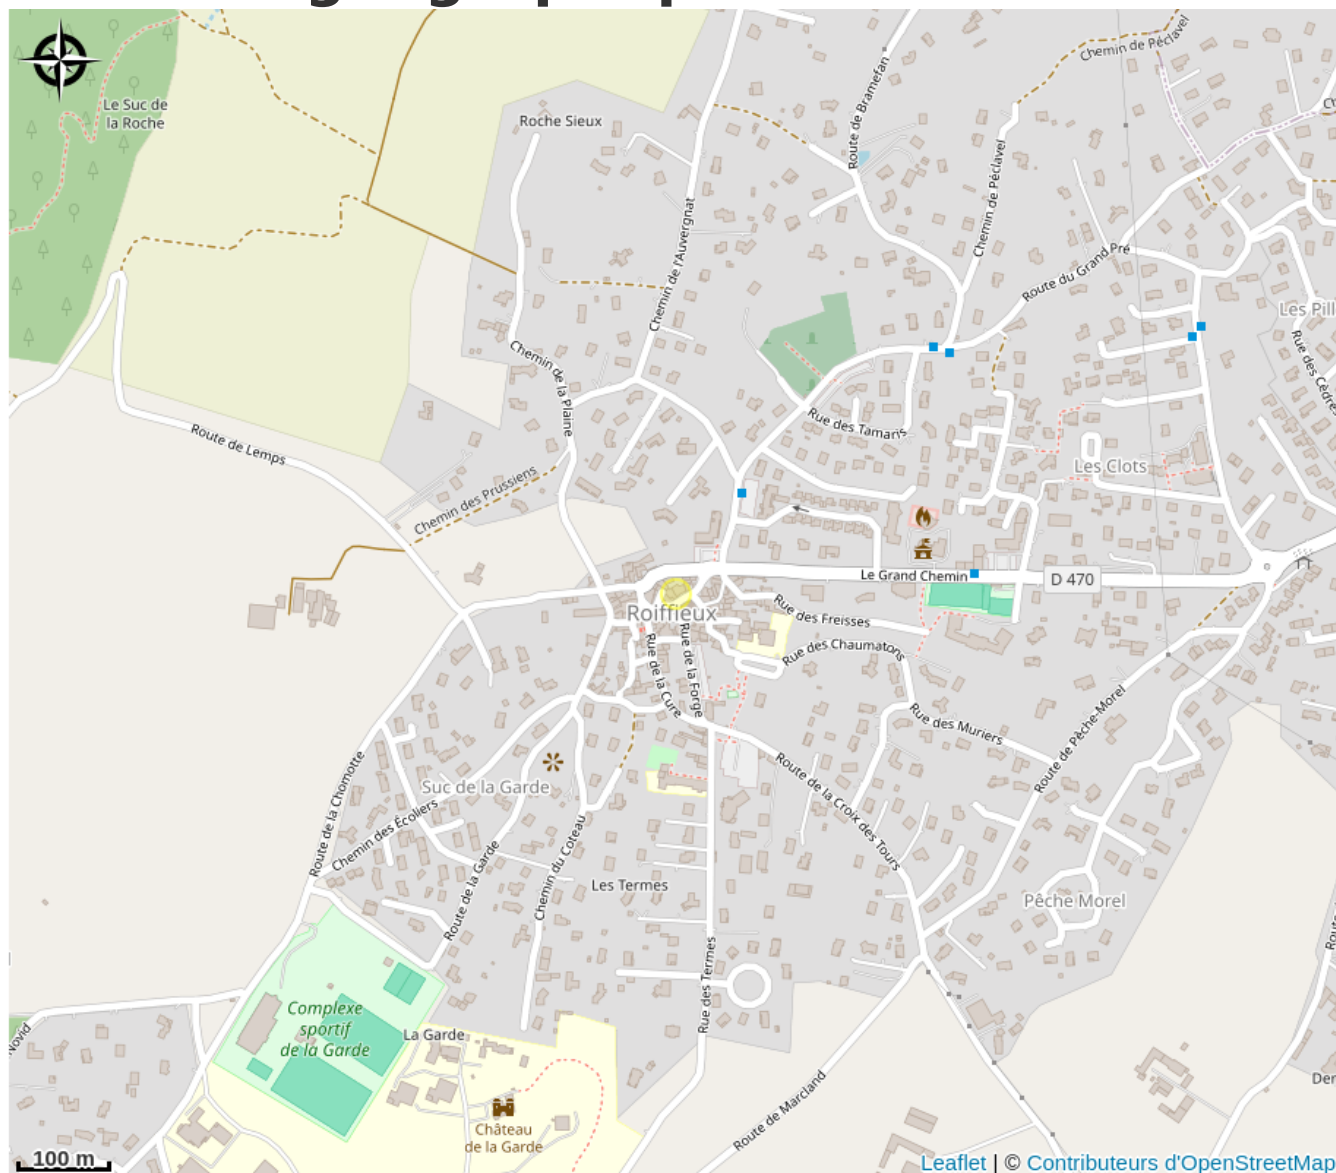 Le Suc de
la Roche
Roche Sieux
Chemin de Péclavel
Route de Bramefan
Chemin de Péclavel
Chemin de l'Auvergnat
Route du Grand Pré
Les Pill
Rue des Cèdres
Chemin de la Plaine
Rue des Tamaris
Route de Lemps
Chemin des Prussiens
Les Clots
Le Grand Chemin
D 470
Roiffieux
Rue des Freisses
Rue des Chaumatons
Rue de la Cure
Rue de la Forge
Rue des Muriers
Route de Pêche-Morel
Route de la Chomotte
Suc de la Garde
Chemin des Écoliers
Route de la Croix des Tours
Route de la Garde
Chemin du Coteau
Les Termes
Pêche Morel
Rue des Termes
Complexe
sportif
de la Garde
La Garde
Novid
Château
de la Garde
Route de Marcland
Route
Der
100 m
Leaflet | © Contributeurs d'OpenStreetMap